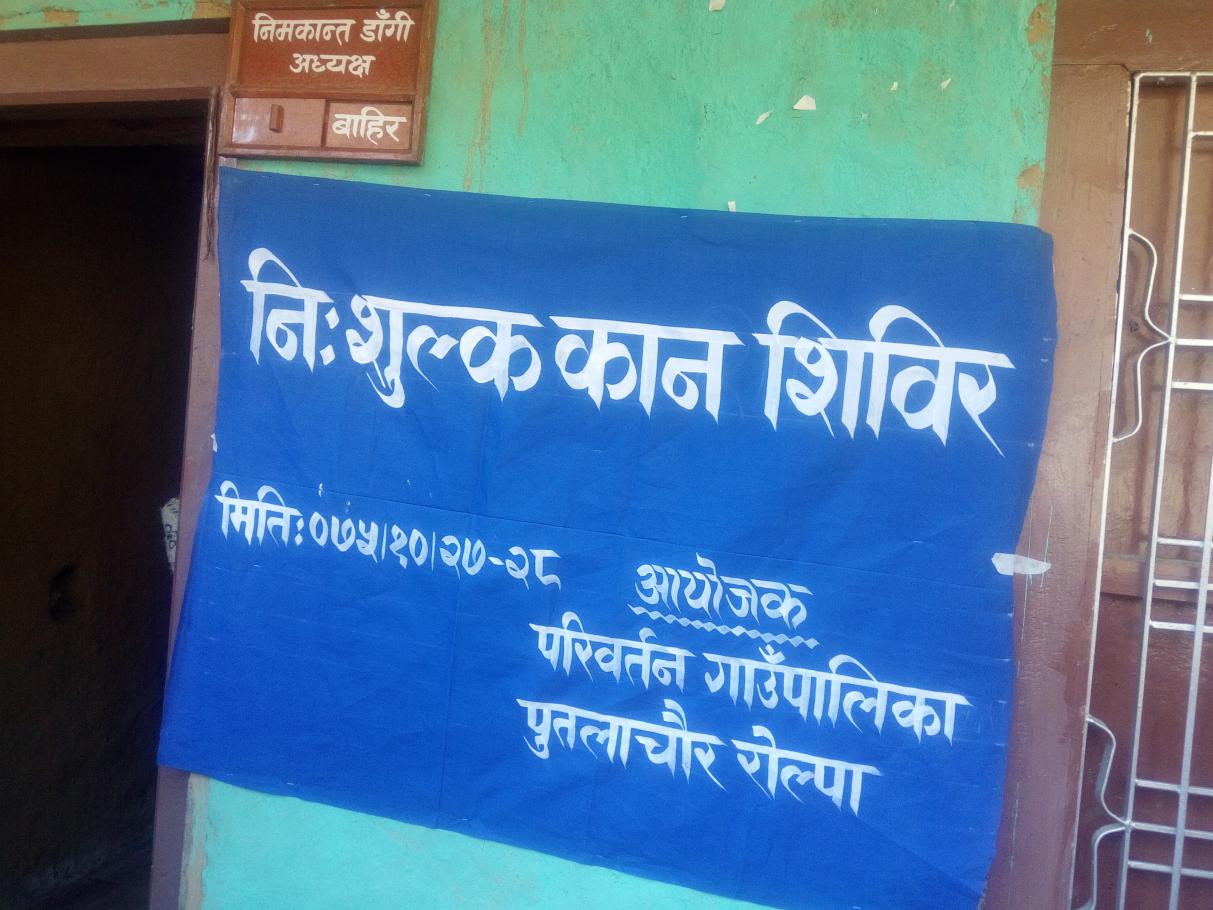 निमकान्त डाँगी
अध्यक्ष
बाहिर
निःशुल्क कान शिविर
मितिः ०७५।१०।२७-२८
आयोजक
परिवर्तन गाउँपालिका
पुतलाचौर रोल्पा